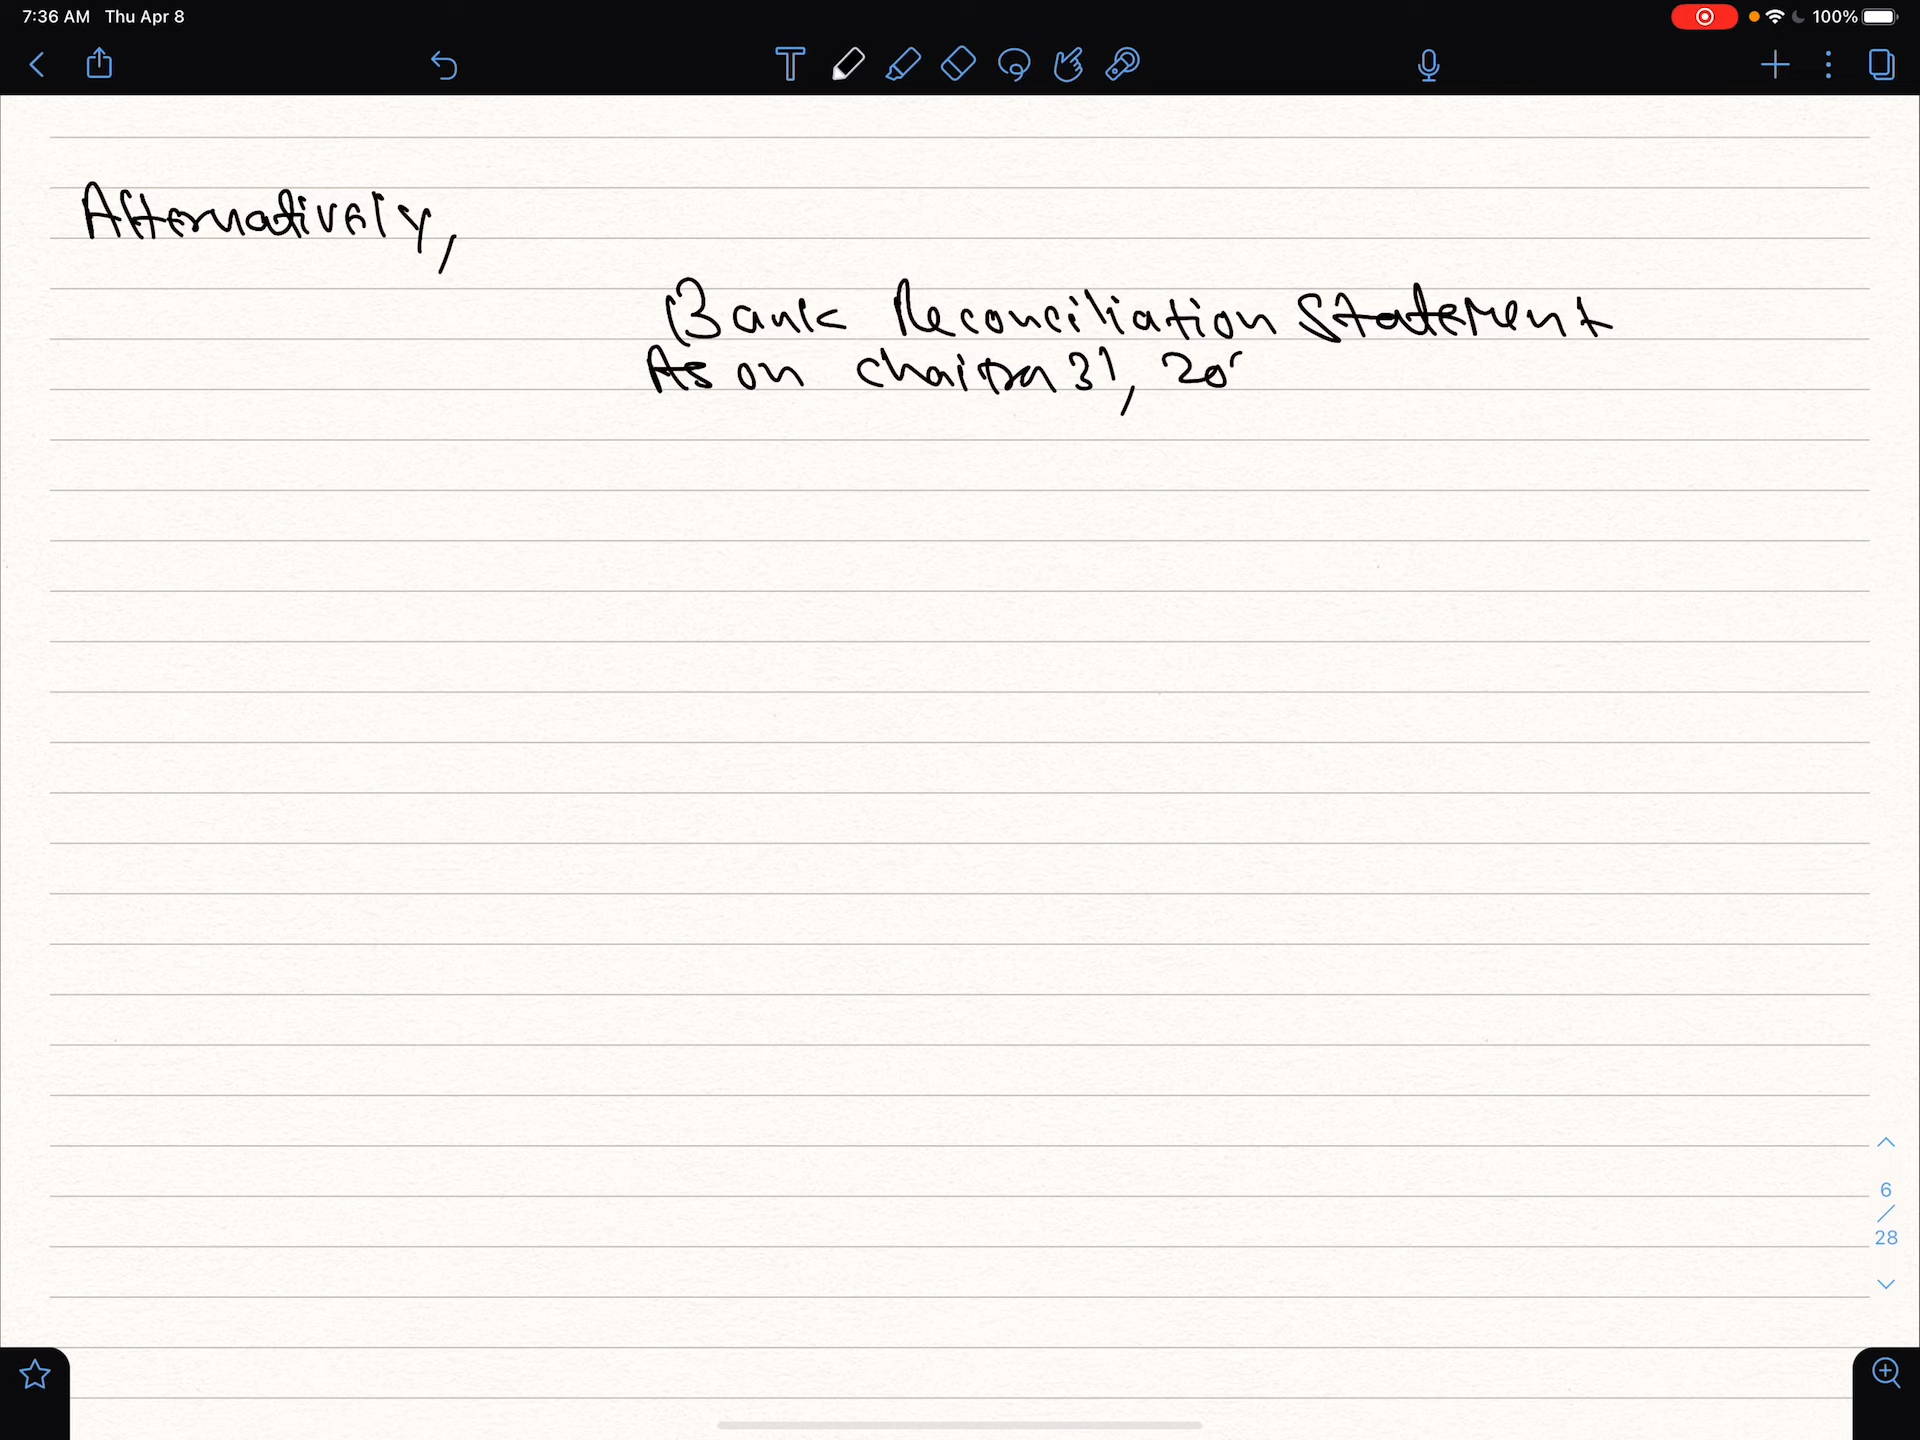 7:36 AM Thu Apr 8
100%
Alternatively,
Bank Reconciliation Statement
As on chaitra 31, 20
6
/
28